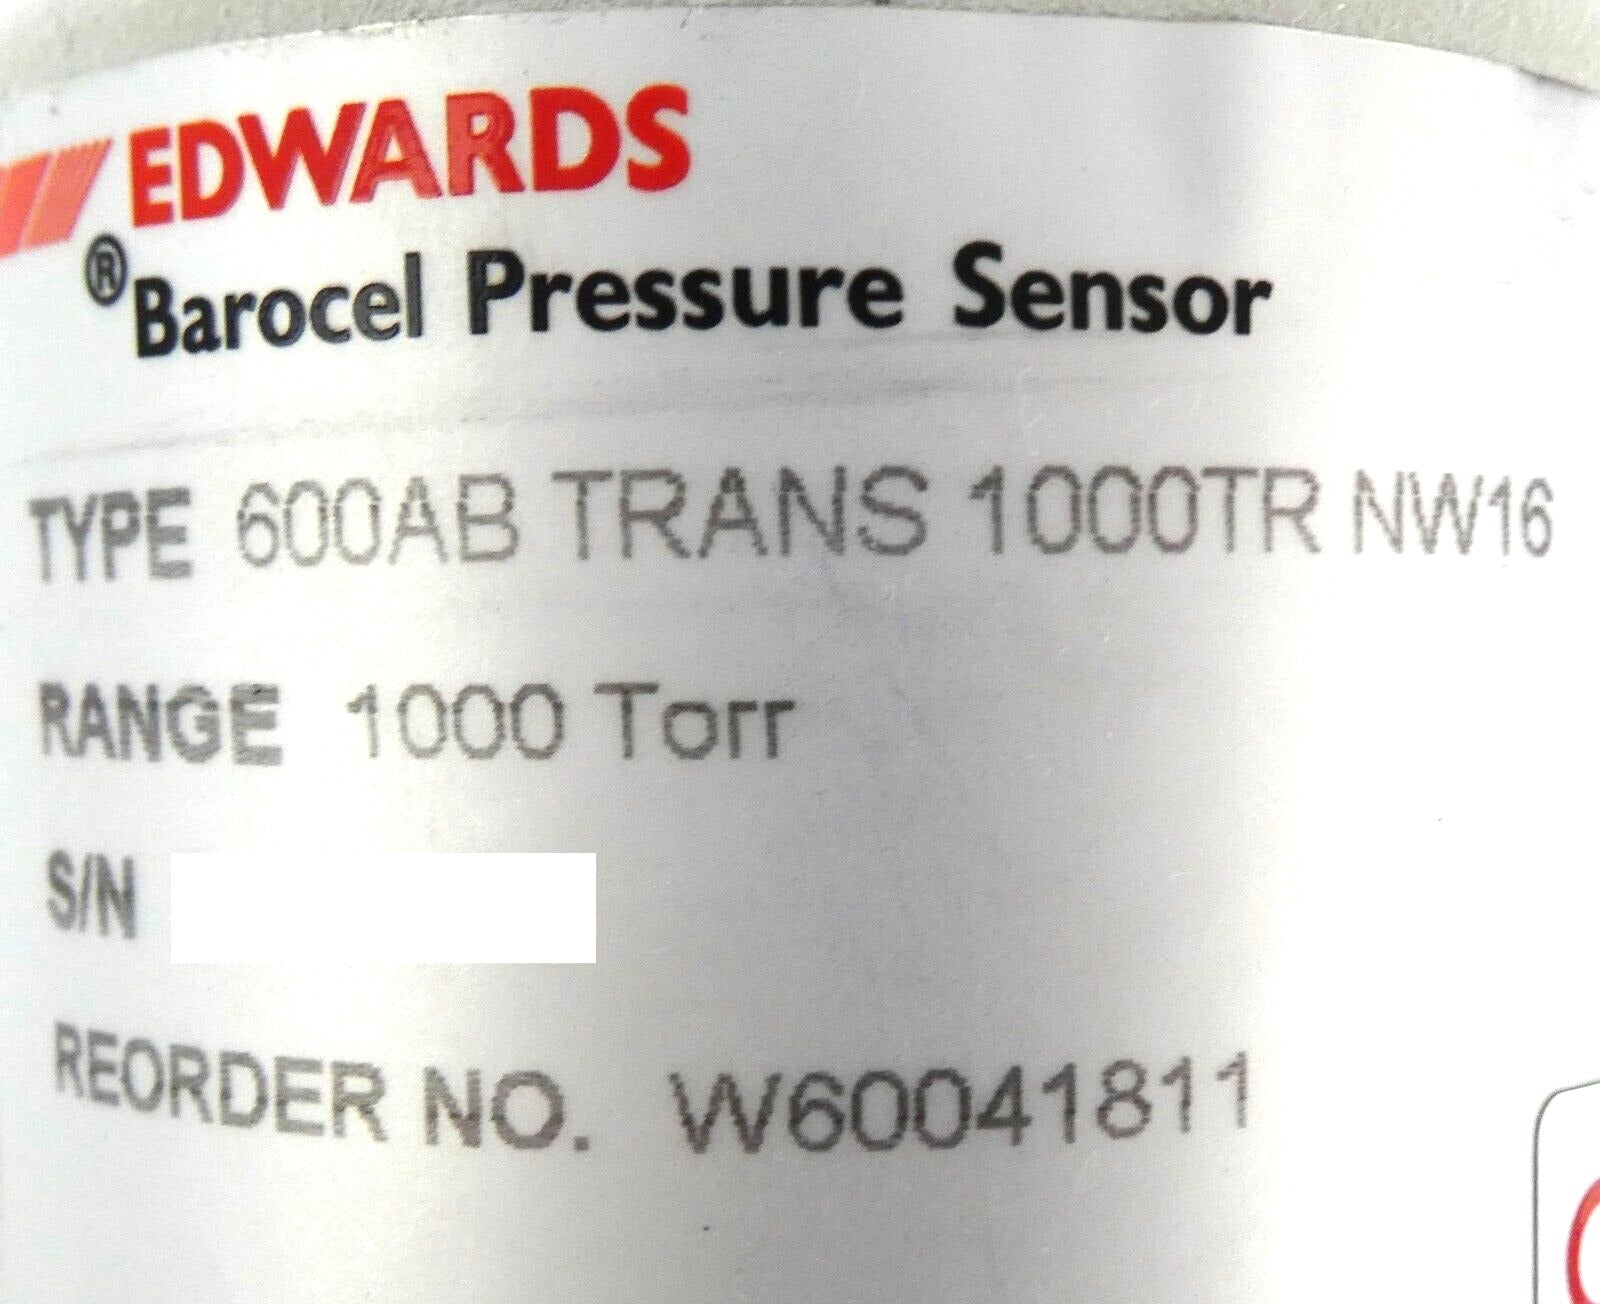 EDWARDS
®Barocel Pressure Sensor
TYPE 600AB TRANS 1000TR NW16
RANGE 1000 Torr
S/N
REORDER NO. W60041811